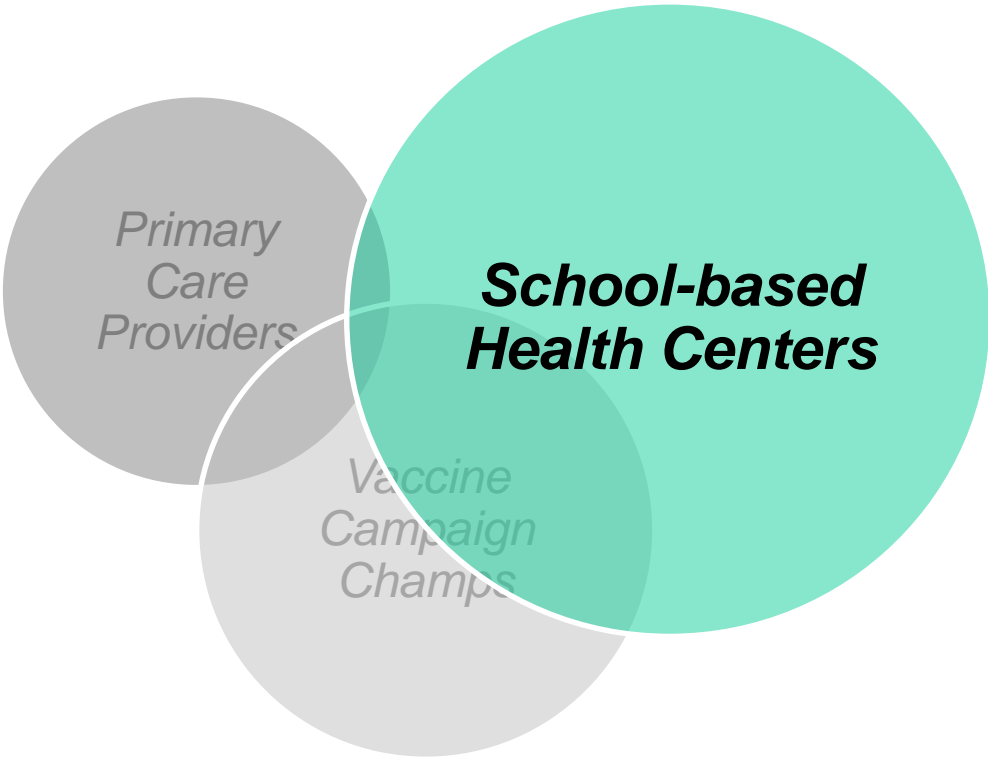 Primary
Care
Providers
School-based
Health Centers
Vaccine
Campaign
Champs